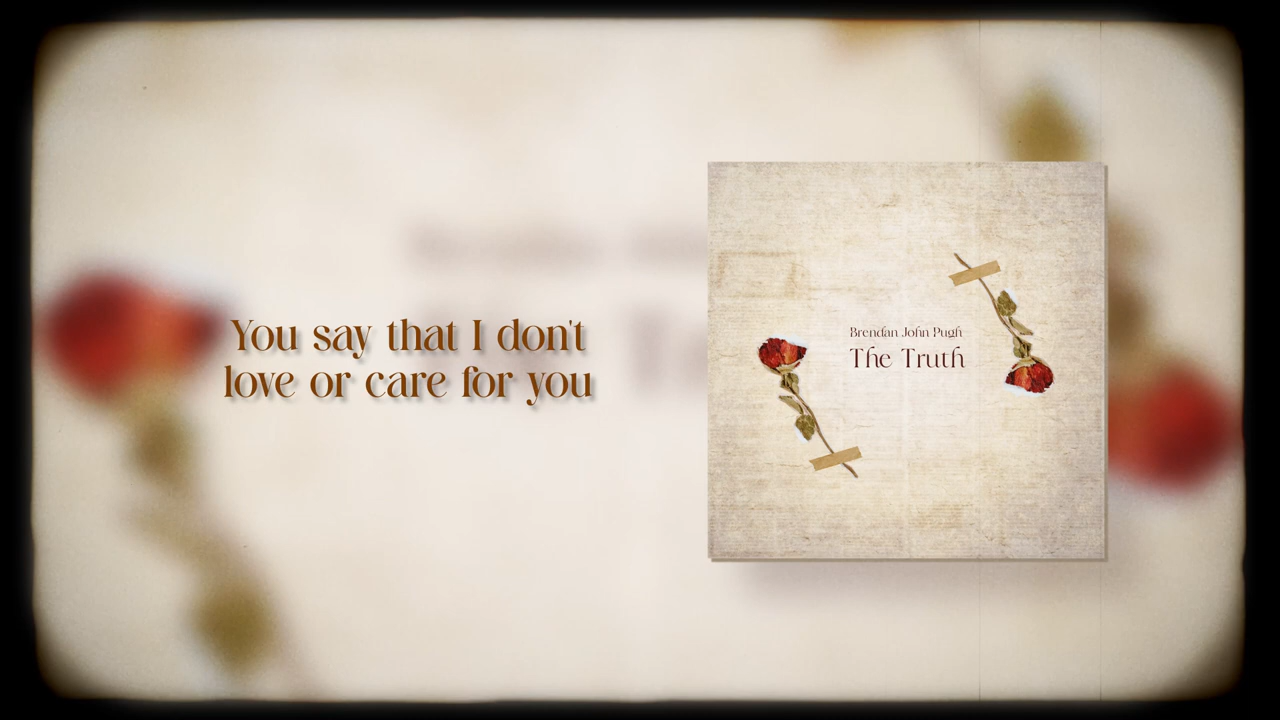 You say that I don't
love or care for you
Brendan John Pugh
The Truth